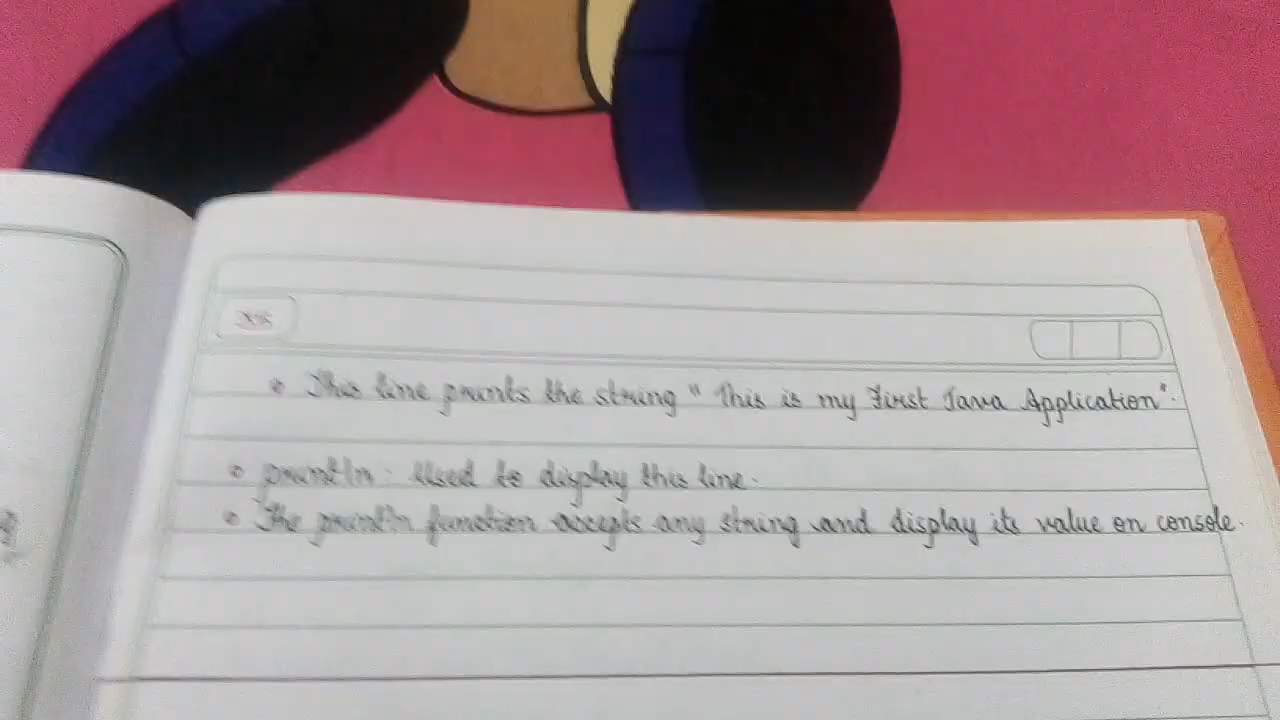 • This line prints the string " This is my First Java Application".
• println : Used to display this line.
• The println function accepts any string and display its value on console.